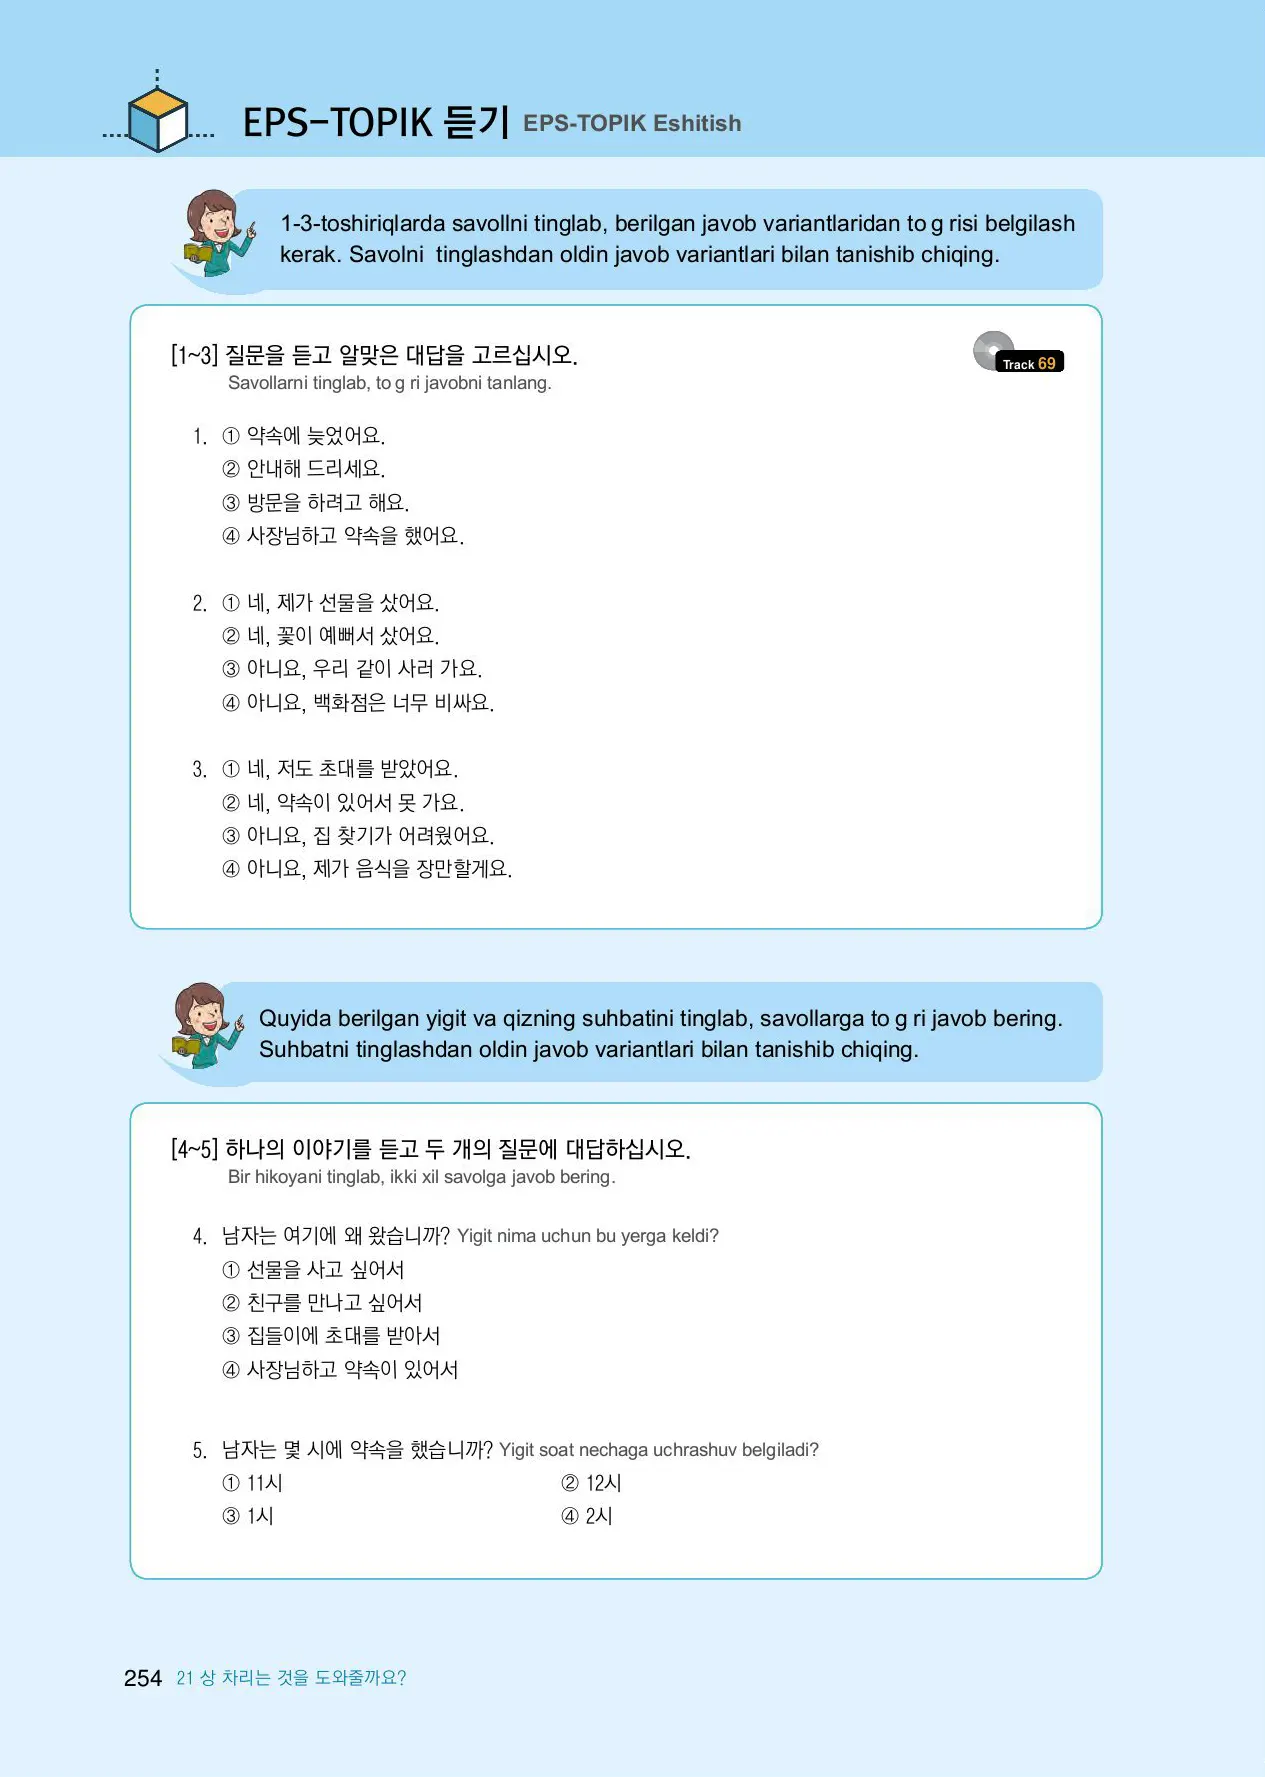 EPS-TOPIK 듣기 EPS-TOPIK Eshitish
1-3-toshiriqlarda savollni tinglab, berilgan javob variantlaridan to g risi belgilash
kerak. Savolni tinglashdan oldin javob variantlari bilan tanishib chiqing.
[1~3] 질문을 듣고 알맞은 대답을 고르십시오.
Track 69
Savollarni tinglab, to g ri javobni tanlang.
1. ① 약속에 늦었어요.
② 안내해 드리세요.
③ 방문을 하려고 해요.
④ 사장님하고 약속을 했어요.
2. ① 네, 제가 선물을 샀어요.
② 네, 꽃이 예뻐서 샀어요.
③ 아니요, 우리 같이 사러 가요.
④ 아니요, 백화점은 너무 비싸요.
3. ① 네, 저도 초대를 받았어요.
② 네, 약속이 있어서 못 가요.
③ 아니요, 집 찾기가 어려웠어요.
④ 아니요, 제가 음식을 장만할게요.
Quyida berilgan yigit va qizning suhbatini tinglab, savollarga to g ri javob bering.
Suhbatni tinglashdan oldin javob variantlari bilan tanishib chiqing.
[4~5] 하나의 이야기를 듣고 두 개의 질문에 대답하십시오.
Bir hikoyani tinglab, ikki xil savolga javob bering.
4. 남자는 여기에 왜 왔습니까? Yigit nima uchun bu yerga keldi?
① 선물을 사고 싶어서
② 친구를 만나고 싶어서
③ 집들이에 초대를 받아서
④ 사장님하고 약속이 있어서
5. 남자는 몇 시에 약속을 했습니까? Yigit soat nechaga uchrashuv belgiladi?
① 11시 ② 12시
③ 1시 ④ 2시
254 21 상 차리는 것을 도와줄까요?